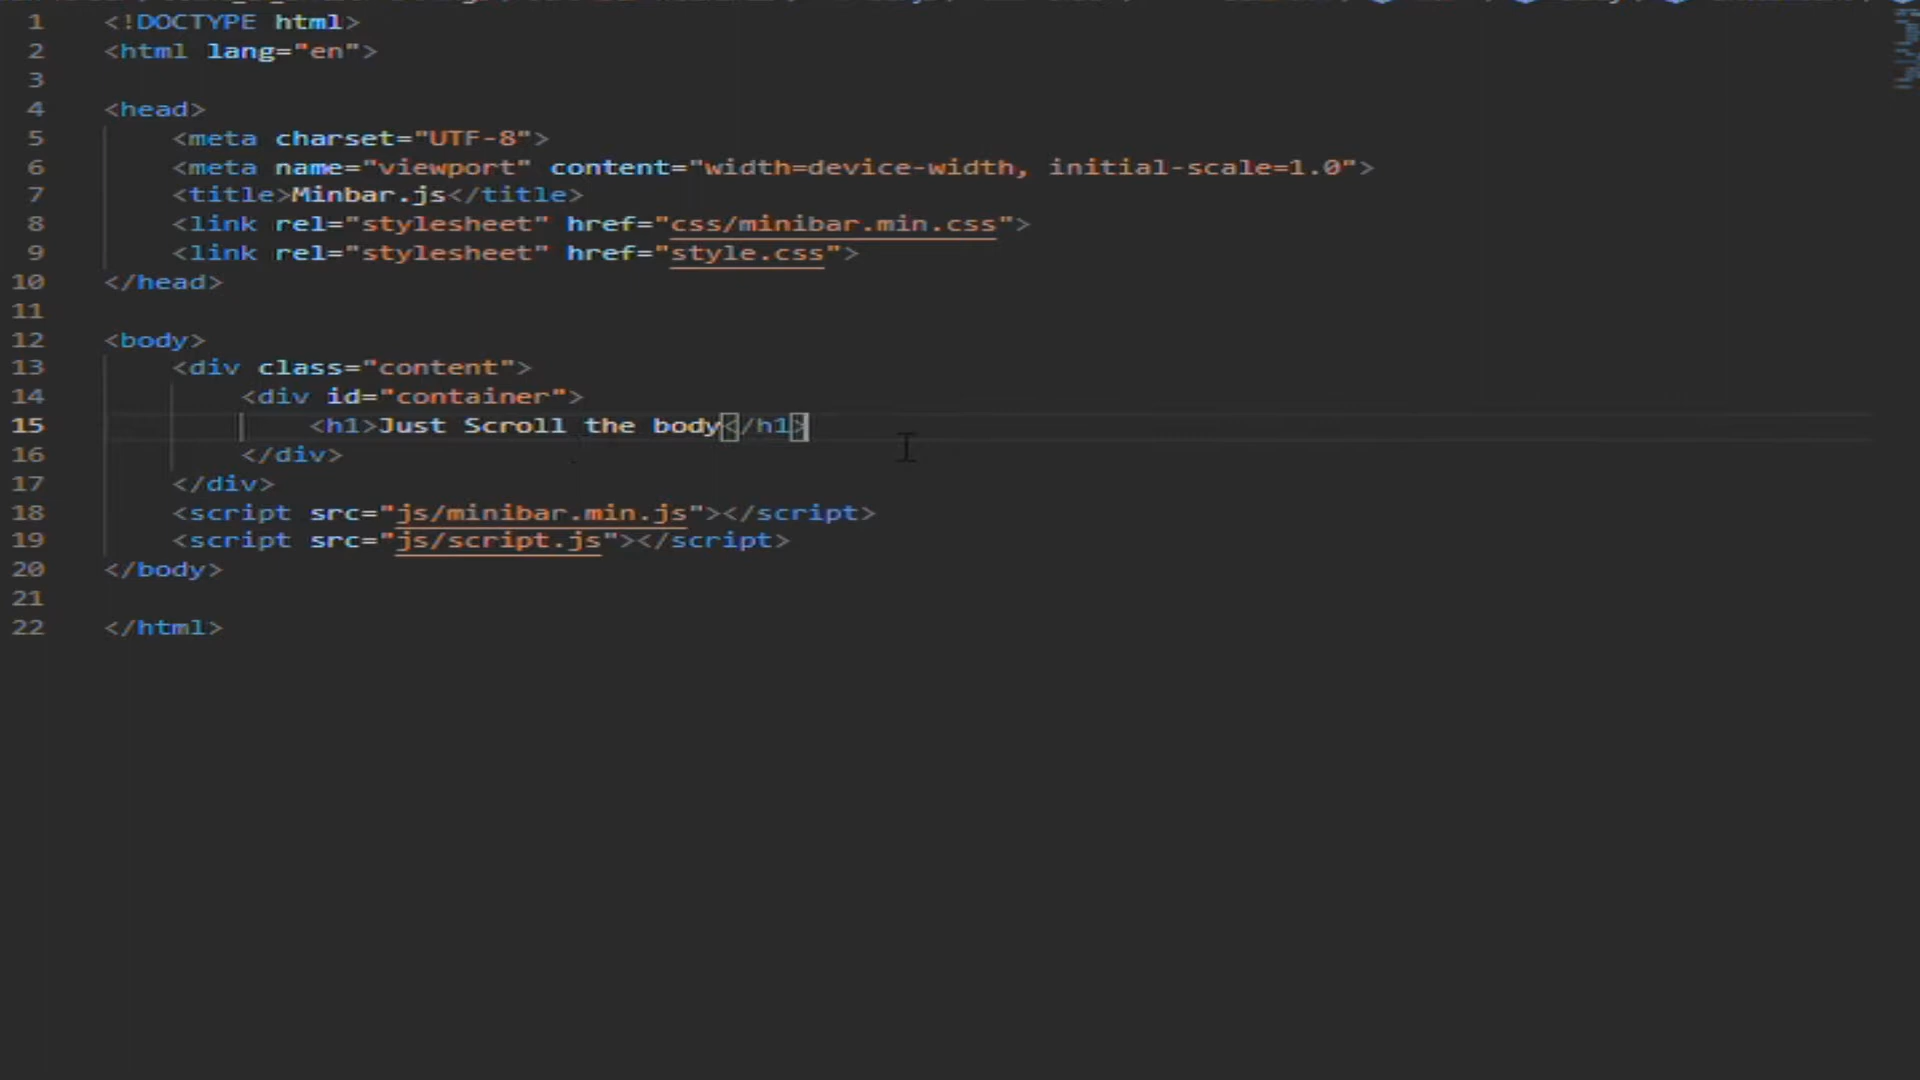 1 <!DOCTYPE html>
2 <html lang="en">
3
4 <head>
5 <meta charset="UTF-8">
6 <meta name="viewport" content="width=device-width, initial-scale=1.0">
7 <title>Minbar.js</title>
8 <link rel="stylesheet" href="css/minibar.min.css">
9 <link rel="stylesheet" href="style.css">
10 </head>
11
12 <body>
13 <div class="content">
14 <div id="container">
15 <h1>Just Scroll the body</h1>
16 </div>
17 </div>
18 <script src="js/minibar.min.js"></script>
19 <script src="js/script.js"></script>
20 </body>
21
22 </html>